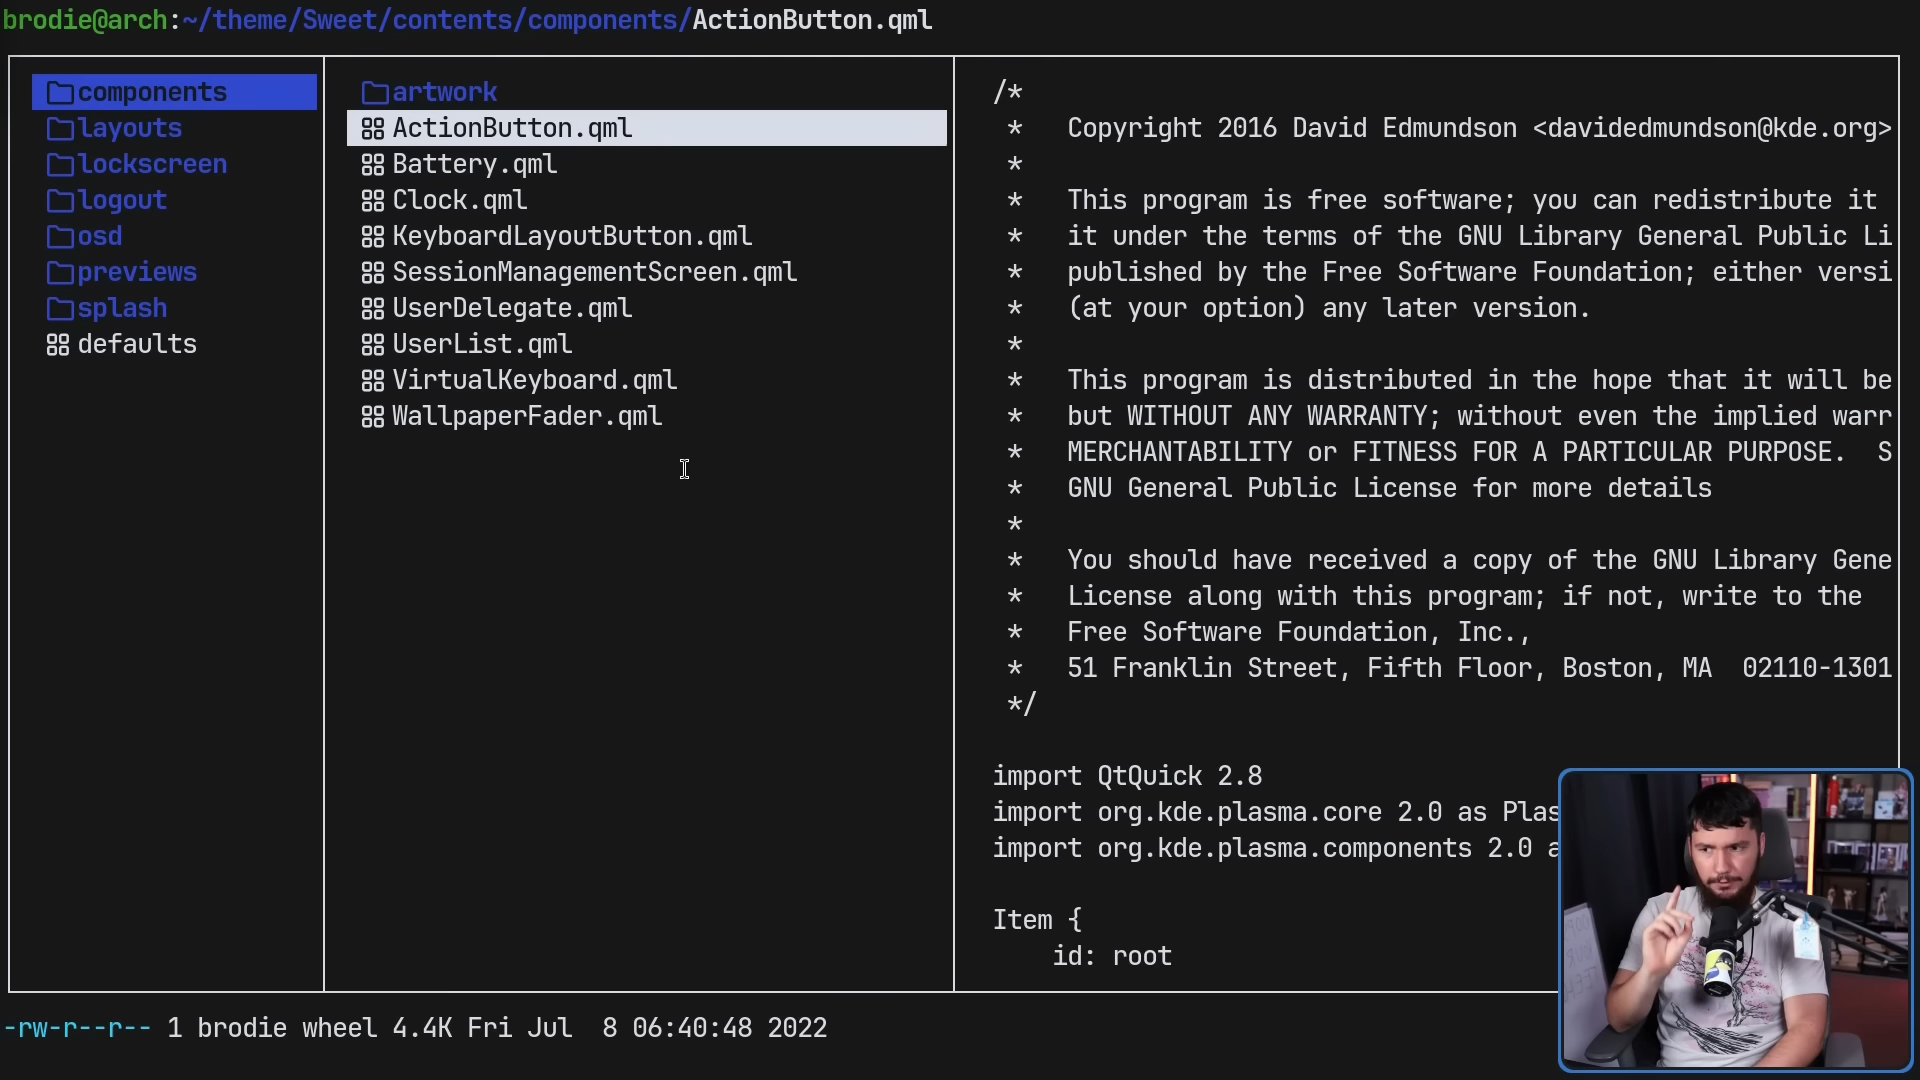 brodie@arch:~/theme/Sweet/contents/components/ActionButton.qml
components
layouts
lockscreen
logout
osd
previews
splash
defaults
artwork
ActionButton.qml
Battery.qml
Clock.qml
KeyboardLayoutButton.qml
SessionManagementScreen.qml
UserDelegate.qml
UserList.qml
VirtualKeyboard.qml
WallpaperFader.qml
/*
 *   Copyright 2016 David Edmundson <davidedmundson@kde.org>
 *
 *   This program is free software; you can redistribute it
 *   it under the terms of the GNU Library General Public Li
 *   published by the Free Software Foundation; either versi
 *   (at your option) any later version.
 *
 *   This program is distributed in the hope that it will be
 *   but WITHOUT ANY WARRANTY; without even the implied warr
 *   MERCHANTABILITY or FITNESS FOR A PARTICULAR PURPOSE.  S
 *   GNU General Public License for more details
 *
 *   You should have received a copy of the GNU Library Gene
 *   License along with this program; if not, write to the
 *   Free Software Foundation, Inc.,
 *   51 Franklin Street, Fifth Floor, Boston, MA  02110-1301
 */
import QtQuick 2.8
import org.kde.plasma.core 2.0 as Plas
import org.kde.plasma.components 2.0 a
Item {
    id: root
-rw-r--r-- 1 brodie wheel 4.4K Fri Jul  8 06:40:48 2022